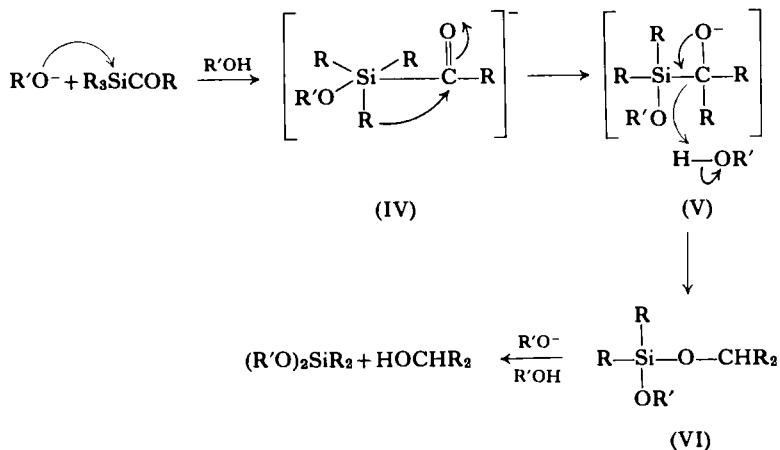 R'O⁻ + R₃SiCOR R'OH
[R R'O Si R R C O R]⁻
(IV)
[R R Si R'O C O⁻ R R]
H—OR'
(V)
R
R—Si—O—CHR₂
OR'
(VI)
R'O⁻
R'OH
(R'O)₂SiR₂ + HOCHR₂